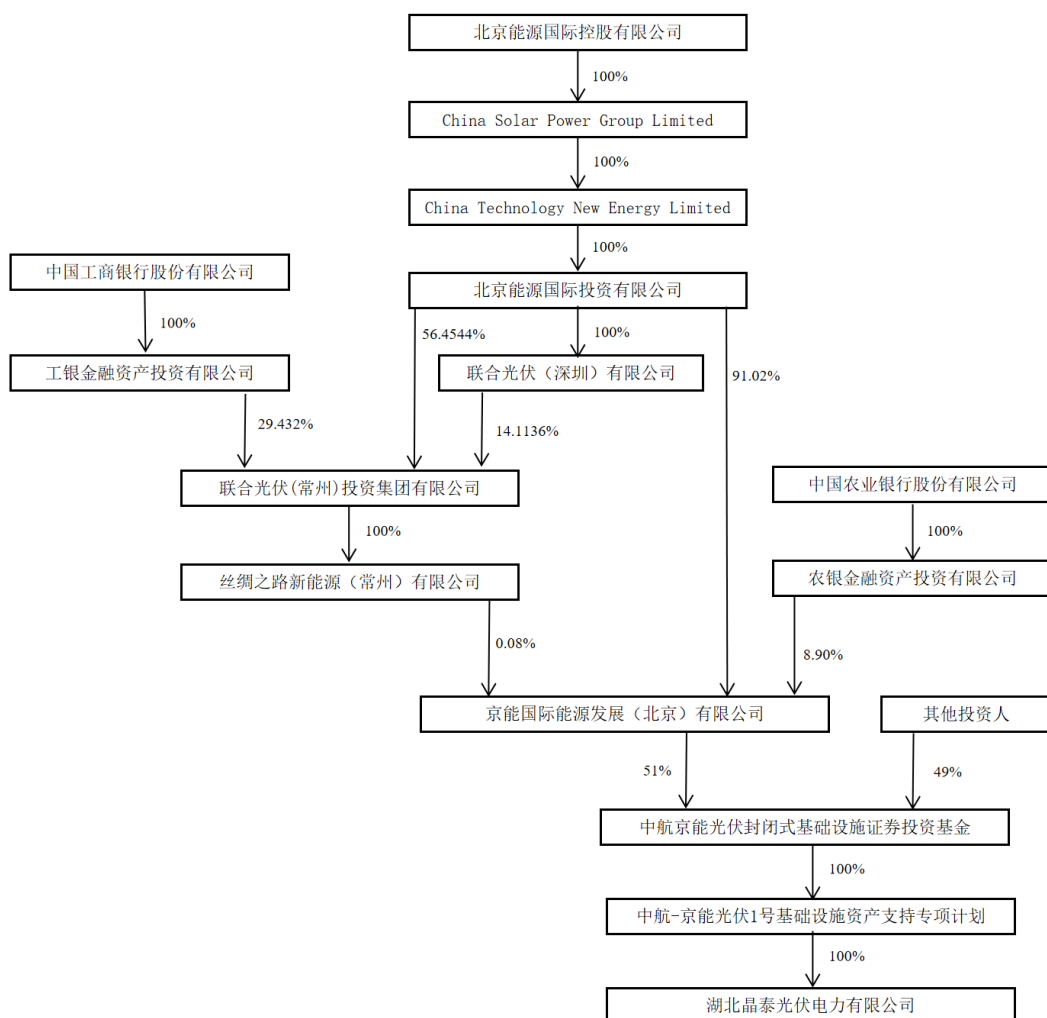 北京能源国际控股有限公司
100%
China Solar Power Group Limited
100%
China Technology New Energy Limited
100%
中国工商银行股份有限公司
北京能源国际投资有限公司
100%
56.4544%
100%
工银金融资产投资有限公司
联合光伏（深圳）有限公司
91.02%
29.432%
14.1136%
联合光伏(常州)投资集团有限公司
中国农业银行股份有限公司
100%
100%
丝绸之路新能源（常州）有限公司
农银金融资产投资有限公司
0.08%
8.90%
京能国际能源发展（北京）有限公司
其他投资人
51%
49%
中航京能光伏封闭式基础设施证券投资基金
100%
中航-京能光伏1号基础设施资产支持专项计划
100%
湖北晶泰光伏电力有限公司